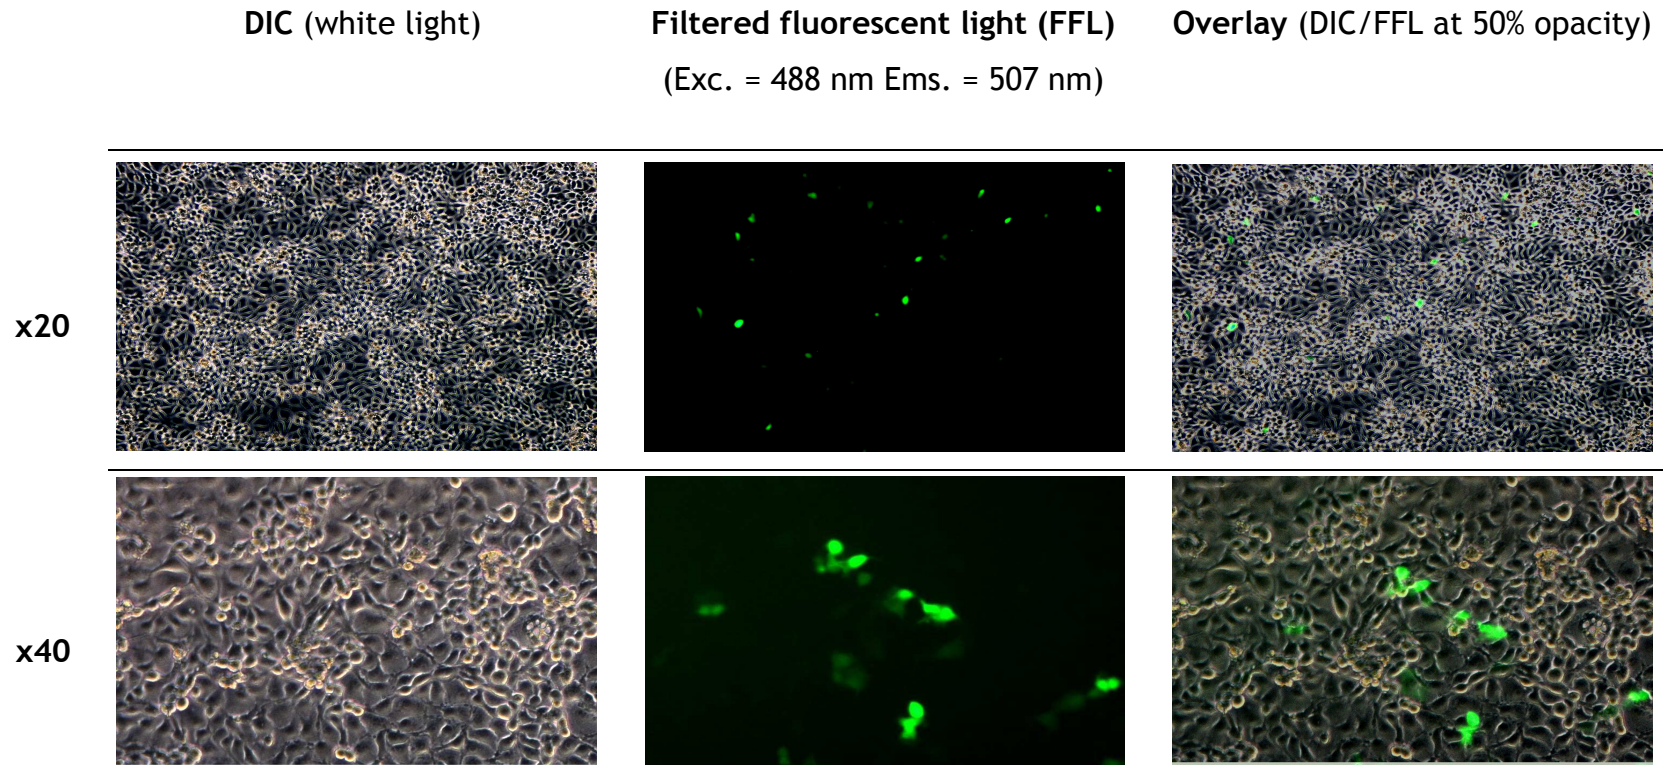 DIC (white light)
Filtered fluorescent light (FFL)
(Exc. = 488 nm Ems. = 507 nm)
Overlay (DIC/FFL at 50% opacity)
x20
x40